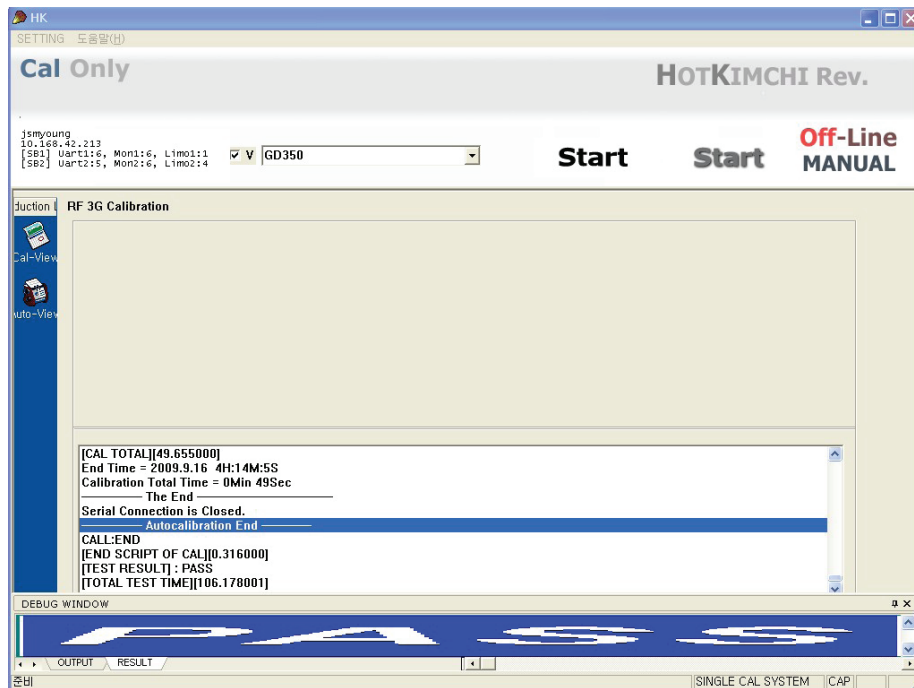 HK
SETTING 도움말(H)
Cal Only
HOTKIMCHI Rev.
jsmyoung
10.168.42.213
[SB1] Uart1:6, Mon1:6, Limo1:1
[SB2] Uart2:5, Mon2:6, Limo2:4
V GD350
Start
Start
Off-Line
MANUAL
duction
RF 3G Calibration
Cal-View
uto-View
[CAL TOTAL][49.655000]
End Time = 2009.9.16 4H:14M:5S
Calibration Total Time = 0Min 49Sec
———— The End ————————
Serial Connection is Closed.
———— Autocalibration End ————
CALL:END
[END SCRIPT OF CAL][0.316000]
[TEST RESULT] : PASS
[TOTAL TEST TIME][106.178001]
DEBUG WINDOW
PASS
OUTPUT RESULT
준비
SINGLE CAL SYSTEM CAP